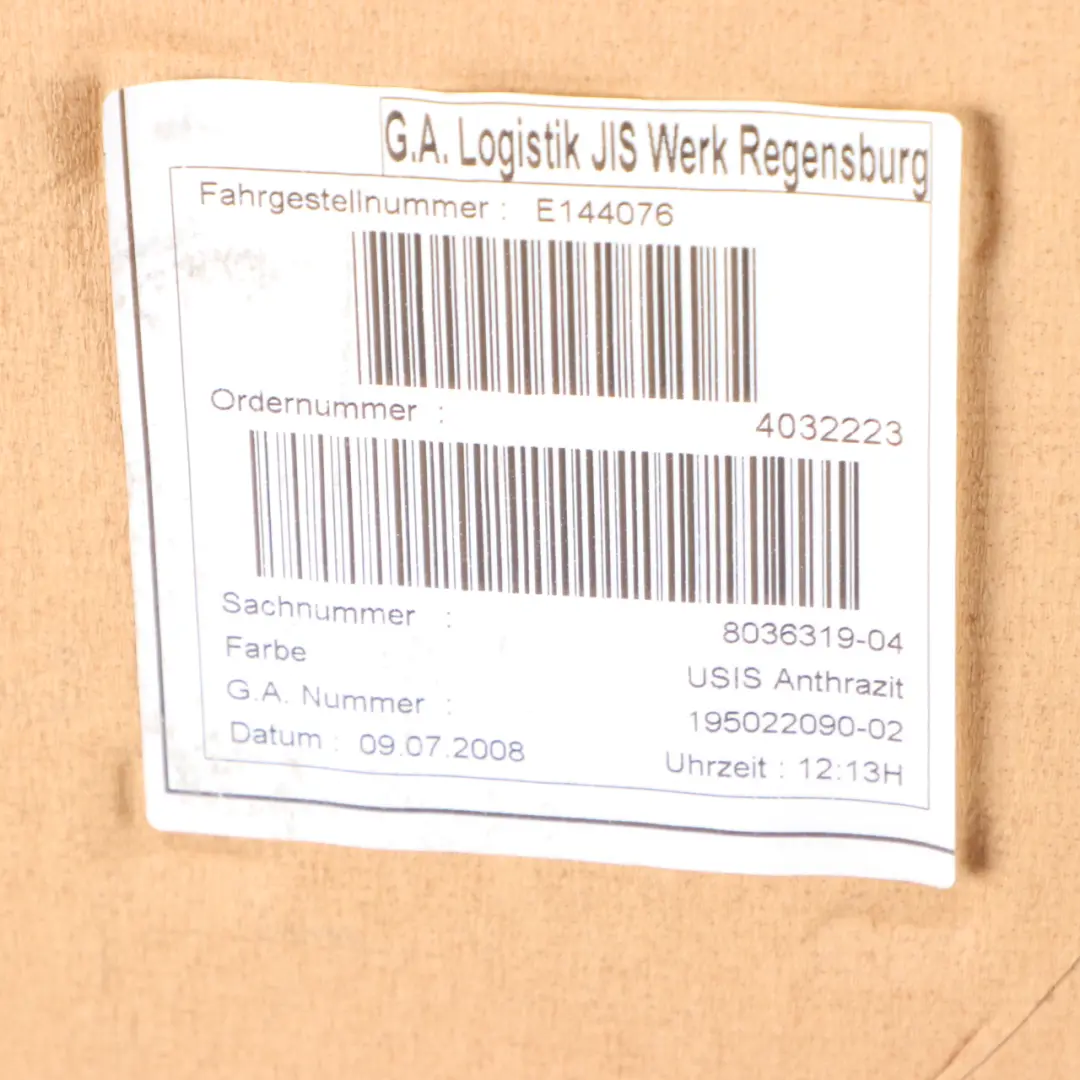 G.A. Logistik JIS Werk Regensburg
Fahrgestellnummer : E144076
Ordernummer : 4032223
Sachnummer : 8036319-04
Farbe USIS Anthrazit
G.A. Nummer : 195022090-02
Datum : 09.07.2008 Uhrzeit : 12:13H